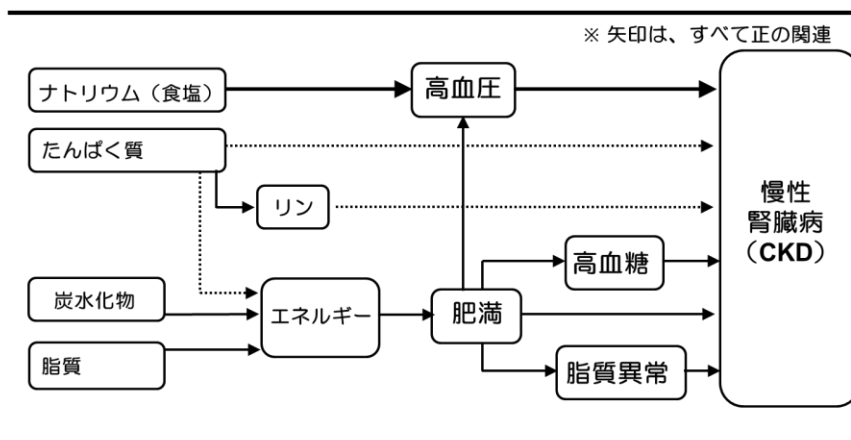 ※ 矢印は、すべて正の関連
ナトリウム（食塩）
高血圧
たんぱく質
リン
慢性
腎臓病
（CKD）
高血糖
炭水化物
エネルギー
肥満
脂質
脂質異常